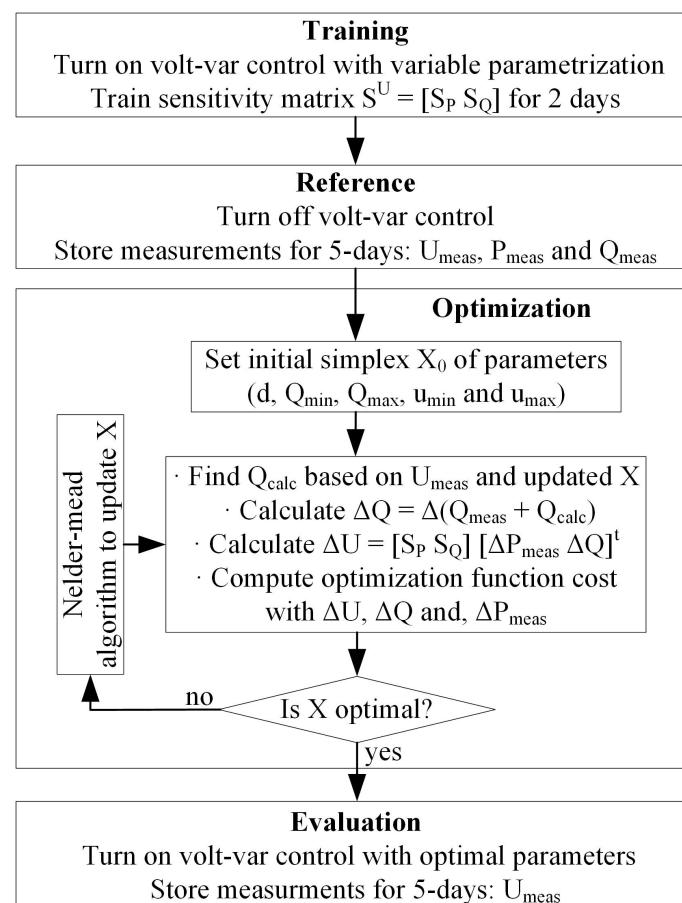 Training
Turn on volt-var control with variable parametrization
Train sensitivity matrix S^U = [S_P S_Q] for 2 days
Reference
Turn off volt-var control
Store measurements for 5-days: U_meas, P_meas and Q_meas
Optimization
Set initial simplex X_0 of parameters
(d, Q_min, Q_max, u_min and u_max)
Nelder-mead
algorithm to update X
· Find Q_calc based on U_meas and updated X
· Calculate ΔQ = Δ(Q_meas + Q_calc)
· Calculate ΔU = [S_P S_Q] [ΔP_meas ΔQ]^t
· Compute optimization function cost
with ΔU, ΔQ and, ΔP_meas
no
Is X optimal?
yes
Evaluation
Turn on volt-var control with optimal parameters
Store measurments for 5-days: U_meas